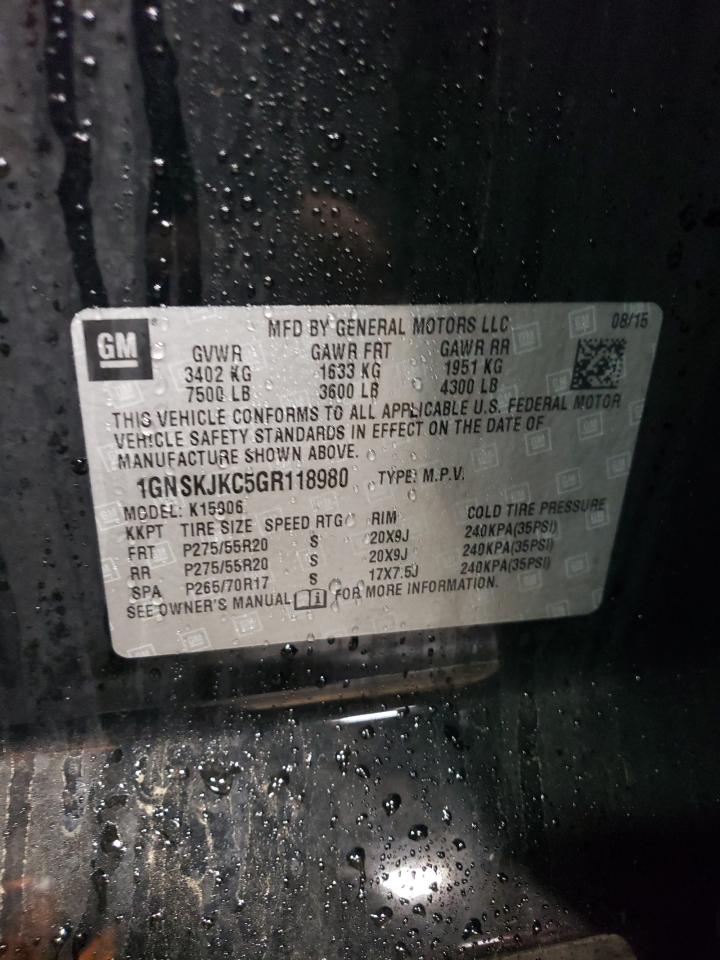 GM
MFD BY GENERAL MOTORS LLC 08/15
GVWR GAWR FRT GAWR RR
3402 KG 1633 KG 1951 KG
7500 LB 3600 LB 4300 LB
THIS VEHICLE CONFORMS TO ALL APPLICABLE U.S. FEDERAL MOTOR
VEHICLE SAFETY STANDARDS IN EFFECT ON THE DATE OF
MANUFACTURE SHOWN ABOVE.
1GNSKJKC5GR118980 TYPE: M.P.V.
MODEL: K15906
KKPT TIRE SIZE SPEED RTG RIM COLD TIRE PRESSURE
FRT P275/55R20 S 20X9J 240KPA(35PSI)
RR P275/55R20 S 20X9J 240KPA(35PSI)
SPA P265/70R17 S 17X7.5J 240KPA(35PSI)
SEE OWNER'S MANUAL FOR MORE INFORMATION.